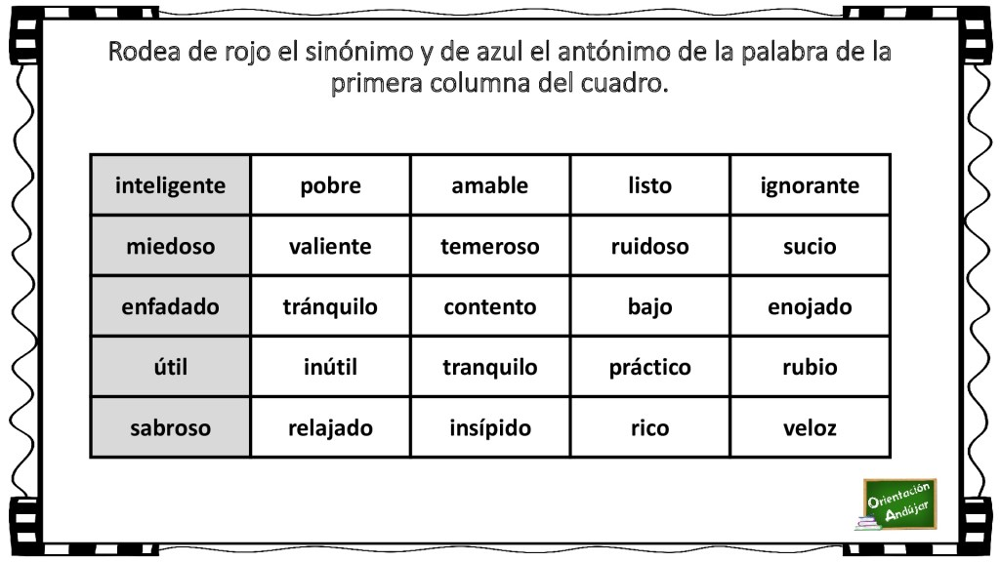 Rodea de rojo el sinónimo y de azul el antónimo de la palabra de la
primera columna del cuadro.
inteligente pobre amable listo ignorante
miedoso valiente temeroso ruidoso sucio
enfadado tránquilo contento bajo enojado
útil inútil tranquilo práctico rubio
sabroso relajado insípido rico veloz
Orientación
Andújar